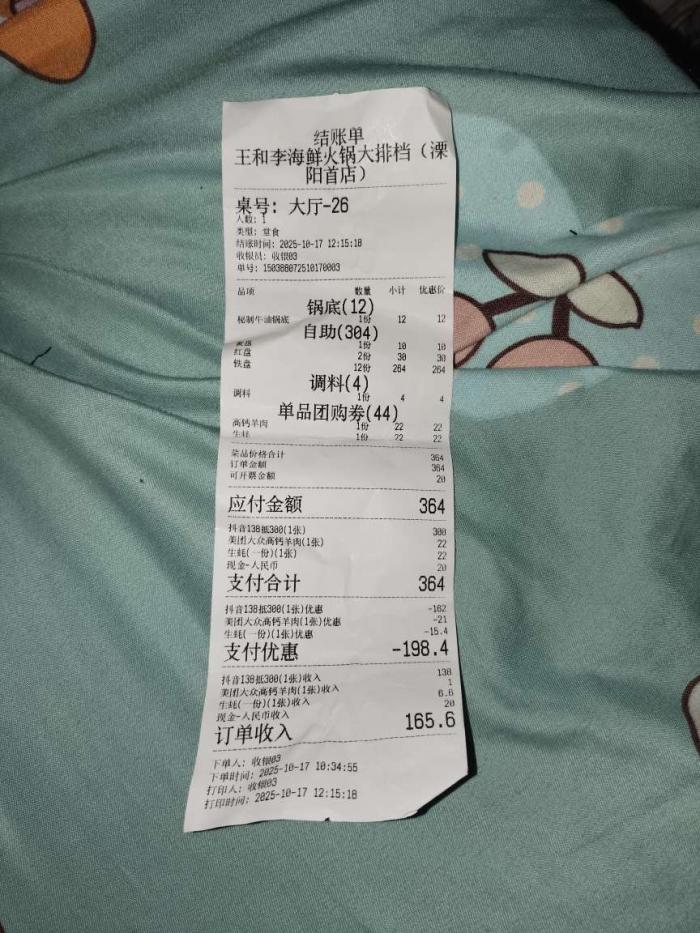 结账单
王和李海鲜火锅大排档（溧
阳首店）
桌号: 大厅-26
人数: 1
类型: 堂食
结账时间: 2025-10-17 12:15:18
收银员: 收银03
单号: 150388072510170003
品项 数量 小计 优惠价
锅底(12)
秘制牛油锅底 1份 12 12
自助(304)
1份 10 10
红盘 2份 30 30
铁盘 12份 264 264
调料(4)
调料 1份 4 4
单品团购券(44)
高钙羊肉 1份 22 22
生蚝 1份 22 22
菜品价格合计 364
订单金额 364
可开票金额 20
应付金额 364
抖音138抵300(1张) 300
美团大众高钙羊肉(1张) 22
生蚝(一份)(1张) 22
现金-人民币 20
支付合计 364
抖音138抵300(1张)优惠 -162
美团大众高钙羊肉(1张)优惠 -21
生蚝(一份)(1张)优惠 -15.4
支付优惠 -198.4
抖音138抵300(1张)收入 138
美团大众高钙羊肉(1张)收入 1
生蚝(一份)(1张)收入 6.6
现金-人民币收入 20
订单收入 165.6
下单人: 收银03
下单时间: 2025-10-17 10:34:55
打印人: 收银03
打印时间: 2025-10-17 12:15:18